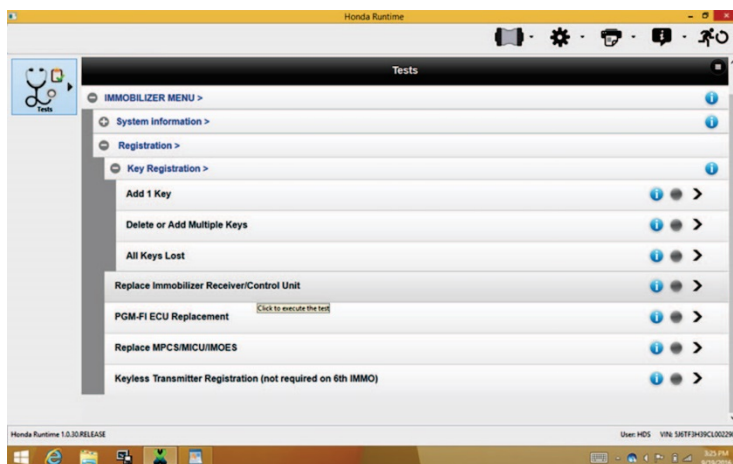 Honda Runtime
Tests
Tests
IMMOBILIZER MENU >
System information >
Registration >
Key Registration >
Add 1 Key
Delete or Add Multiple Keys
All Keys Lost
Replace Immobilizer Receiver/Control Unit
Click to execute the test
PGM-FI ECU Replacement
Replace MPCS/MICU/IMOES
Keyless Transmitter Registration (not required on 6th IMMO)
Honda Runtime 1.0.30.RELEASE
User: HDS
3:25 PM